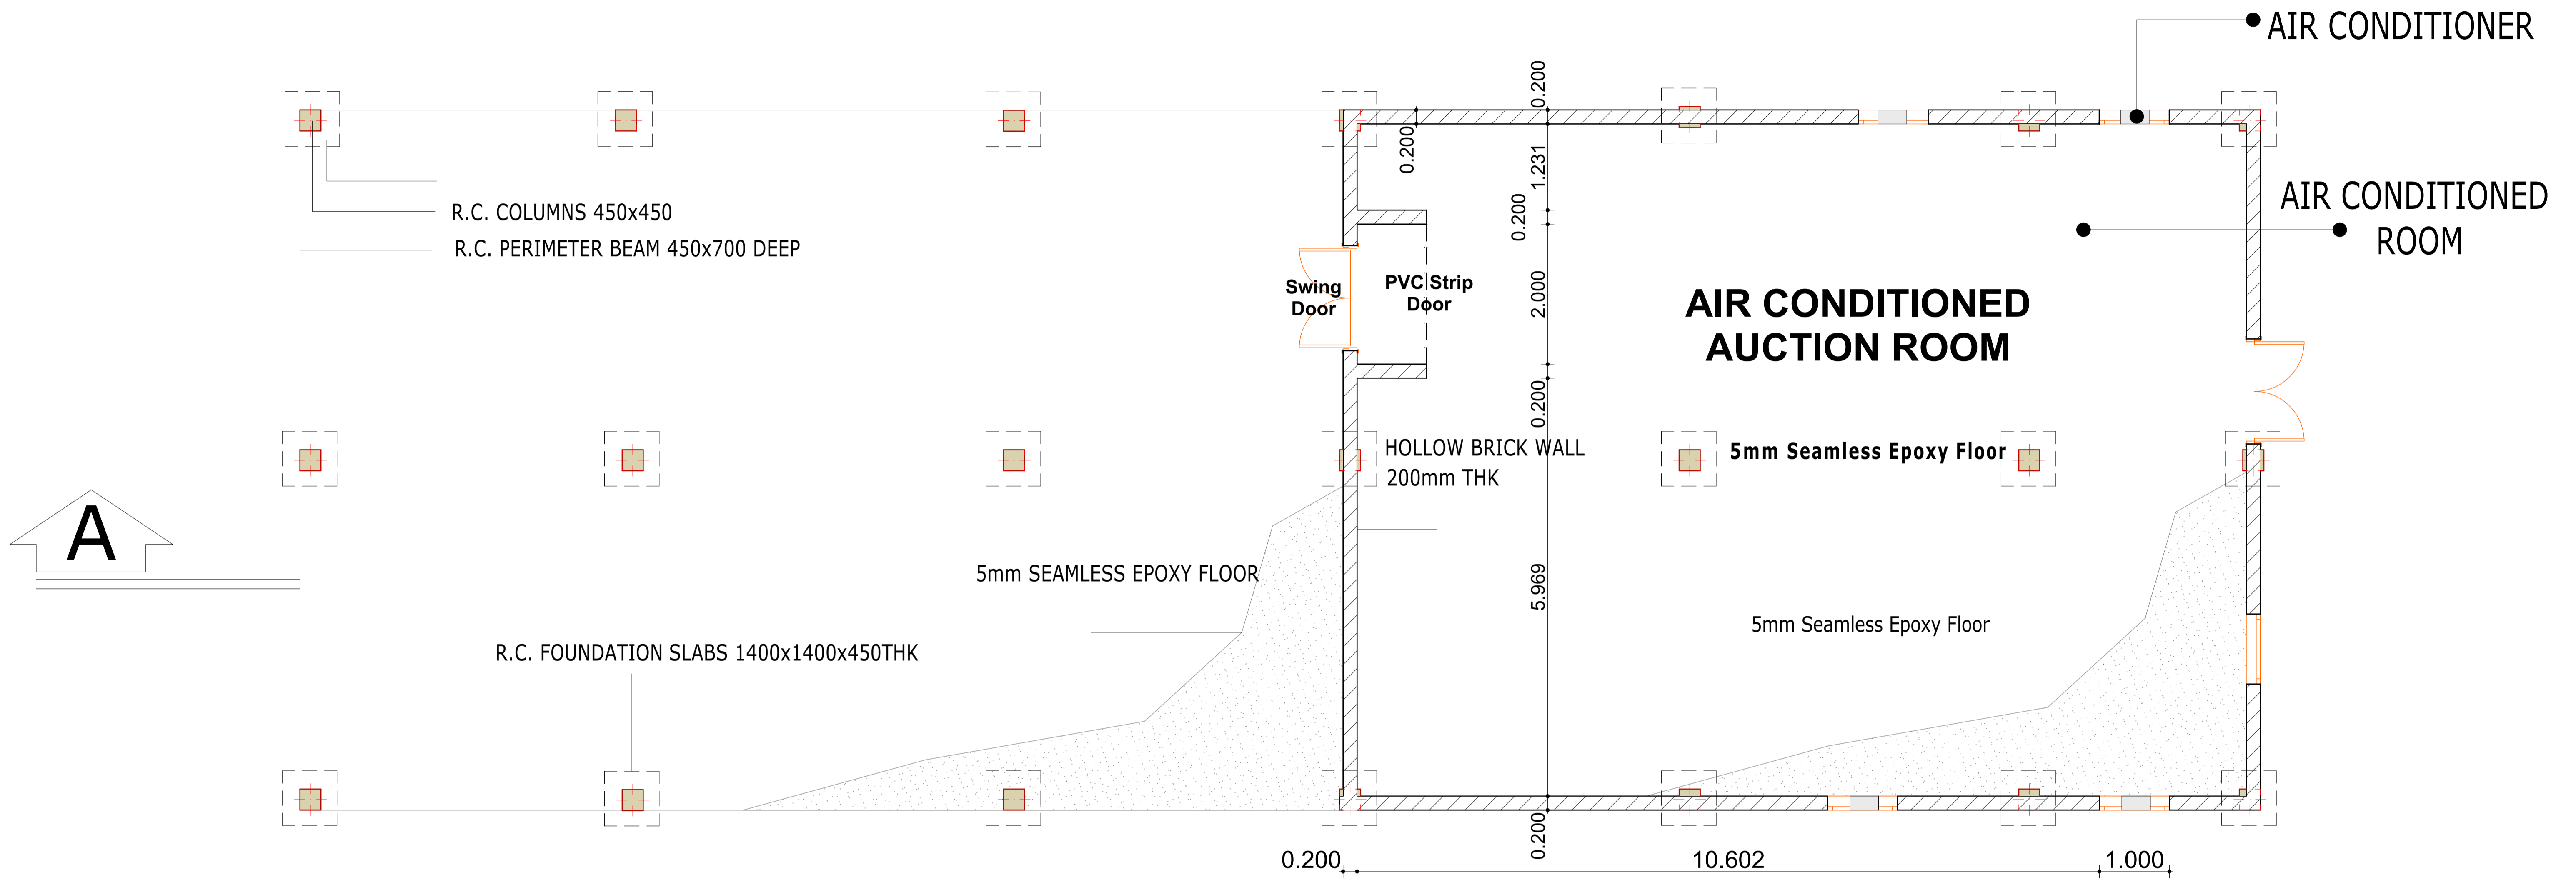 AIR CONDITIONER
0.200
0.200
1.231
0.200
AIR CONDITIONED
ROOM
R.C. COLUMNS 450x450
R.C. PERIMETER BEAM 450x700 DEEP
Swing
Door
PVC Strip
Door
2.000
AIR CONDITIONED
AUCTION ROOM
0.200
HOLLOW BRICK WALL
200mm THK
5mm Seamless Epoxy Floor
A
5mm SEAMLESS EPOXY FLOOR
5.969
5mm Seamless Epoxy Floor
R.C. FOUNDATION SLABS 1400x1400x450THK
0.200
0.200
10.602
1.000